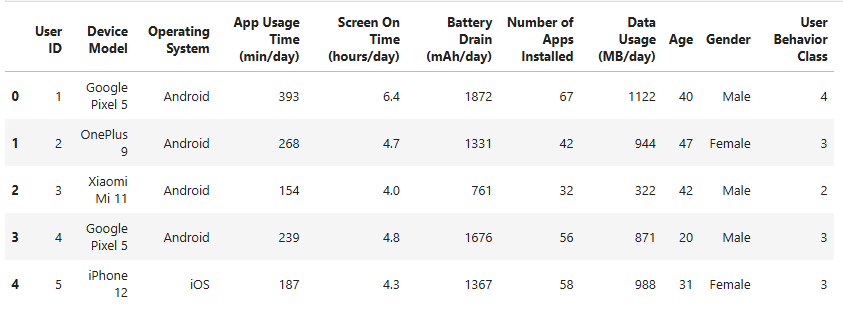 User ID Device Model Operating System App Usage Time (min/day) Screen On Time (hours/day) Battery Drain (mAh/day) Number of Apps Installed Data Usage (MB/day) Age Gender User Behavior Class
0 1 Google Pixel 5 Android 393 6.4 1872 67 1122 40 Male 4
1 2 OnePlus 9 Android 268 4.7 1331 42 944 47 Female 3
2 3 Xiaomi Mi 11 Android 154 4.0 761 32 322 42 Male 2
3 4 Google Pixel 5 Android 239 4.8 1676 56 871 20 Male 3
4 5 iPhone 12 iOS 187 4.3 1367 58 988 31 Female 3